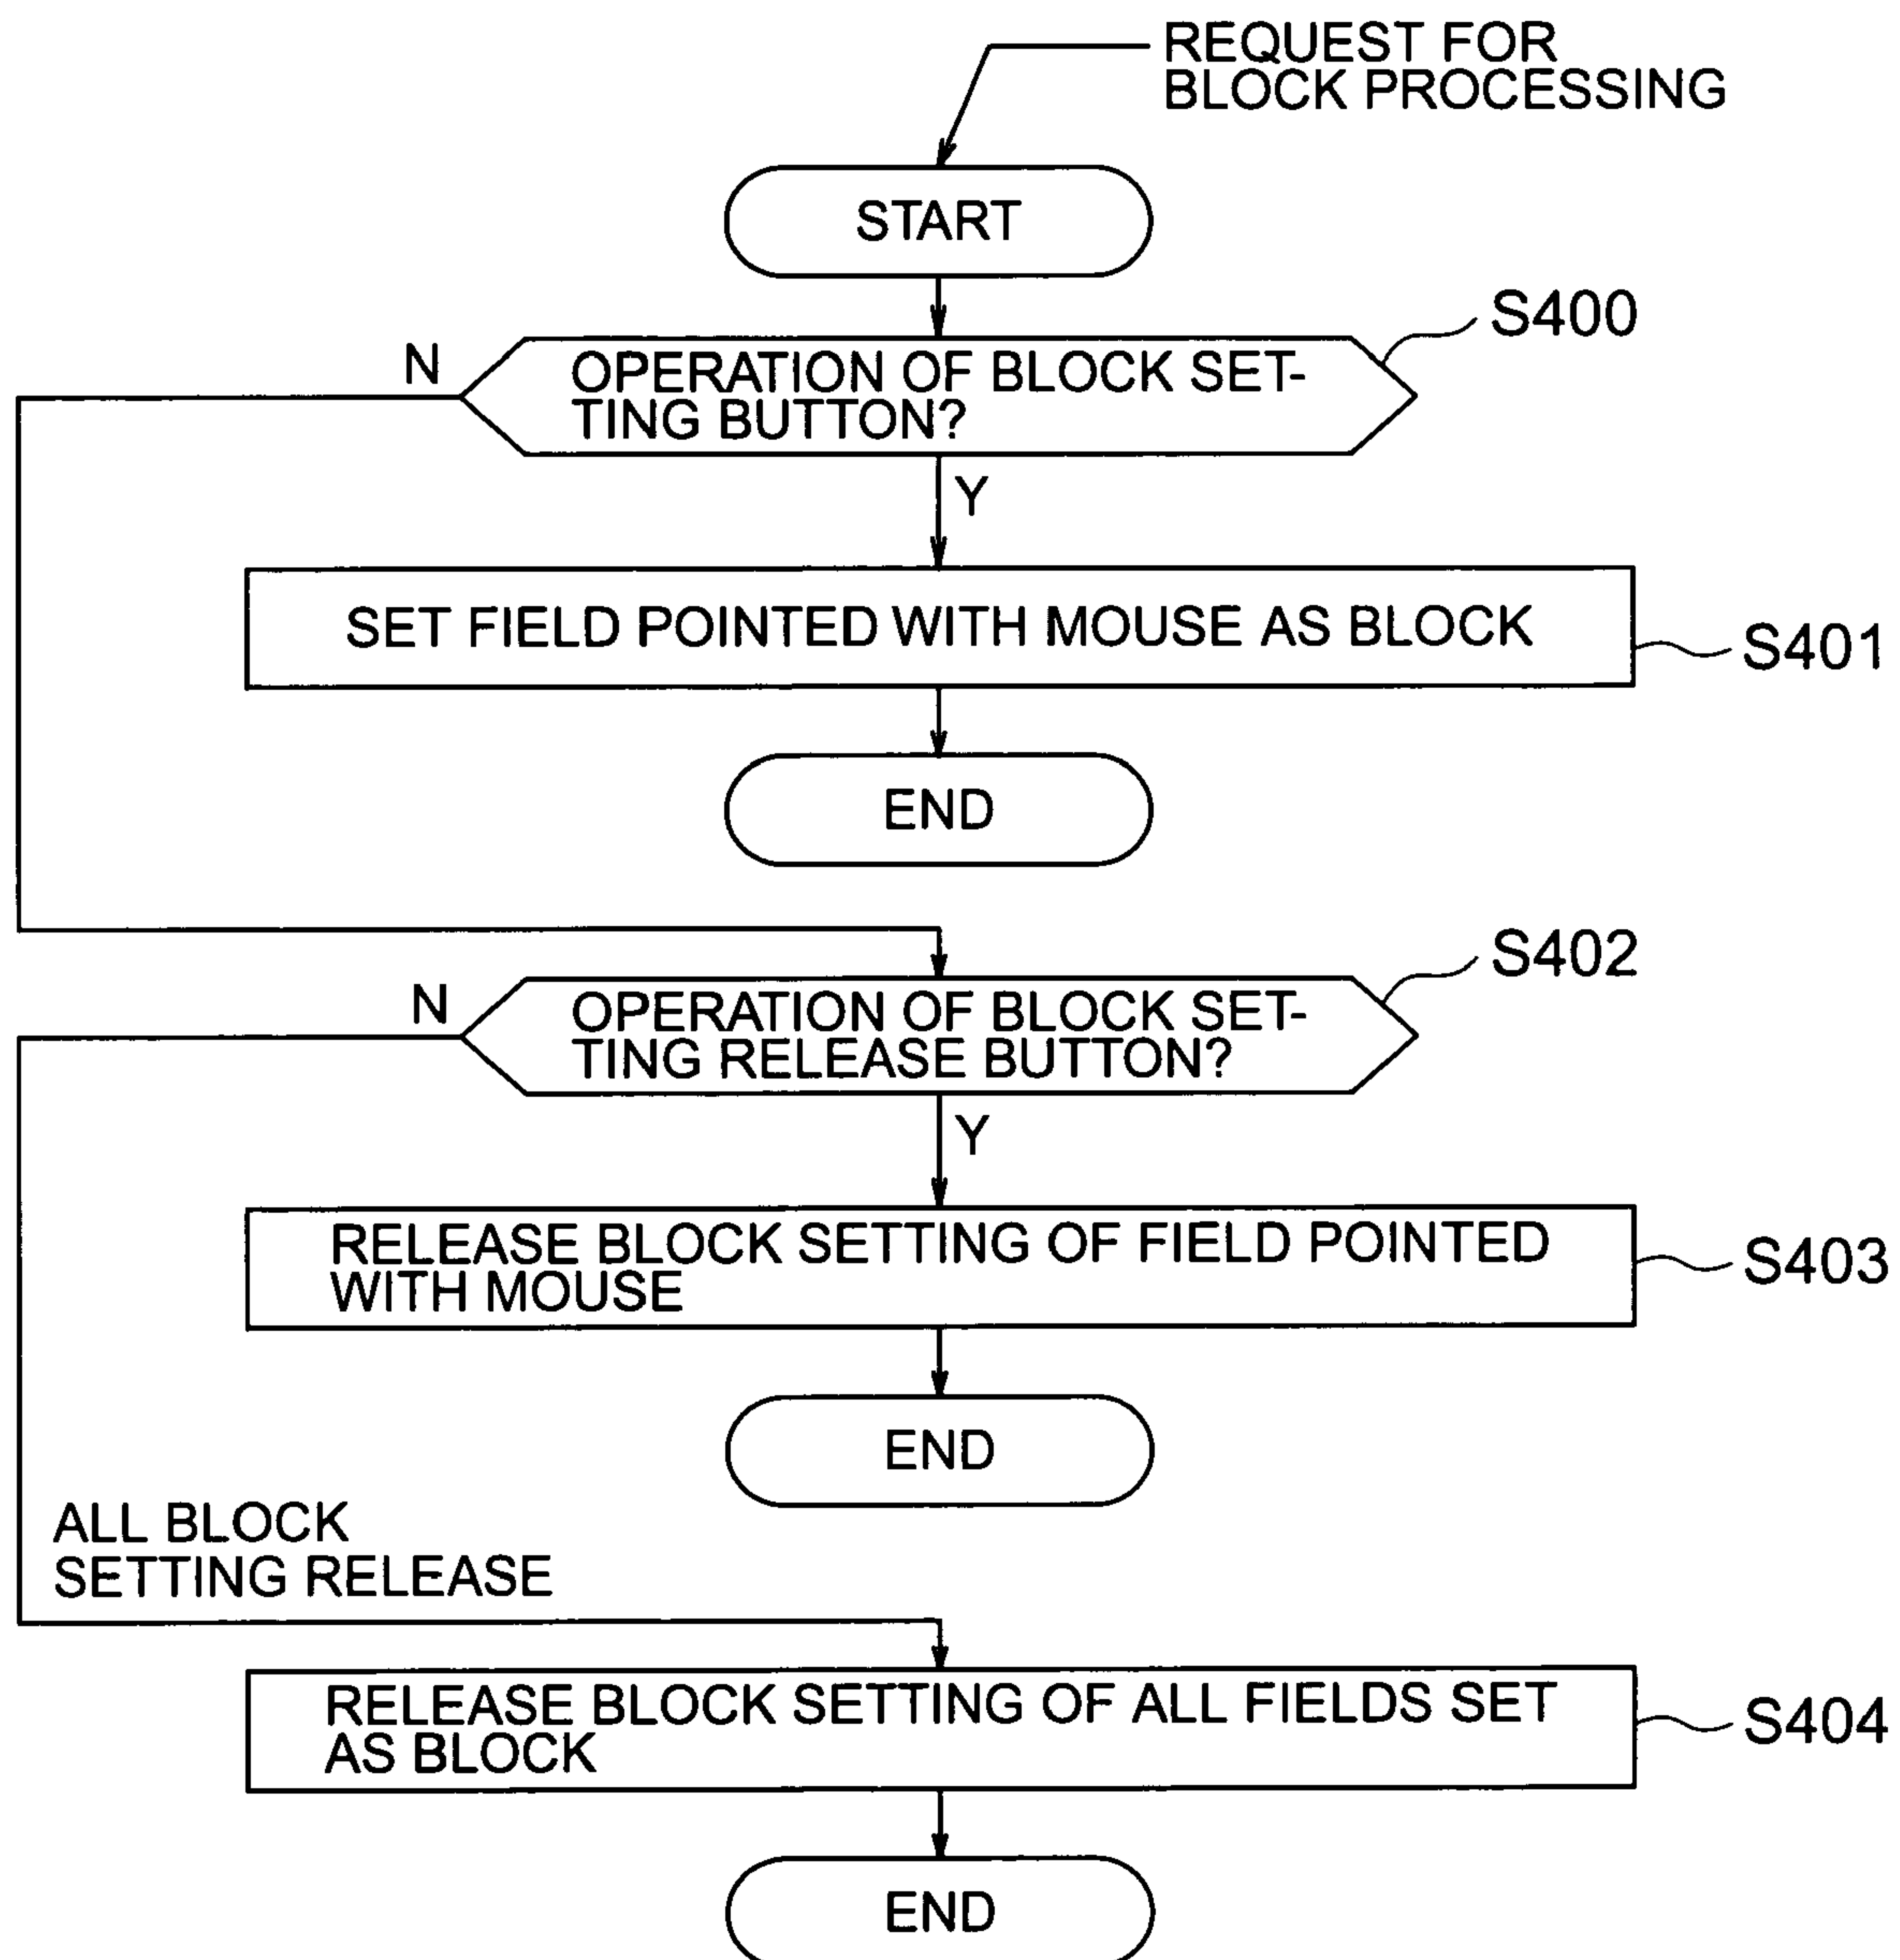 REQUEST FOR
BLOCK PROCESSING
START
S400
N
OPERATION OF BLOCK SET-
TING BUTTON?
Y
SET FIELD POINTED WITH MOUSE AS BLOCK
S401
END
S402
N
OPERATION OF BLOCK SET-
TING RELEASE BUTTON?
Y
RELEASE BLOCK SETTING OF FIELD POINTED
WITH MOUSE
S403
END
ALL BLOCK
SETTING RELEASE
RELEASE BLOCK SETTING OF ALL FIELDS SET
AS BLOCK
S404
END